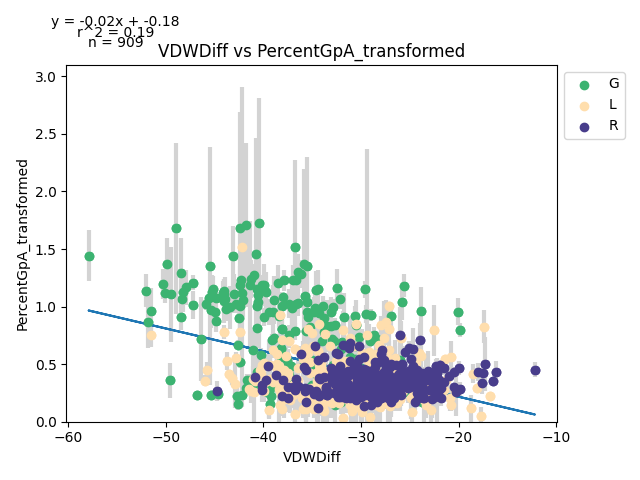 y = -0.02x + -0.18
r^2 = 0.19
n = 909
VDWDiff vs PercentGpA_transformed
PercentGpA_transformed
3.0
2.5
2.0
1.5
1.0
0.5
0.0
−60
−50
−40
−30
−20
−10
VDWDiff
G
L
R